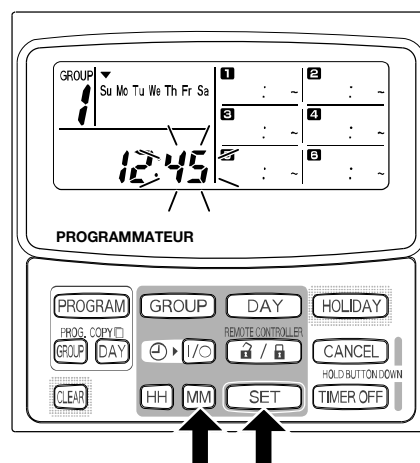 GROUP
1
Su Mo Tu We Th Fr Sa
1 : ~
2 : ~
3 : ~
4 : ~
5 : ~
6 : ~
12:45
PROGRAMMATEUR
PROGRAM
GROUP
DAY
HOLIDAY
PROG. COPY
GROUP
DAY
I/O
REMOTE CONTROLLER
/
CANCEL
HOLD BUTTON DOWN
CLEAR
HH
MM
SET
TIMER OFF